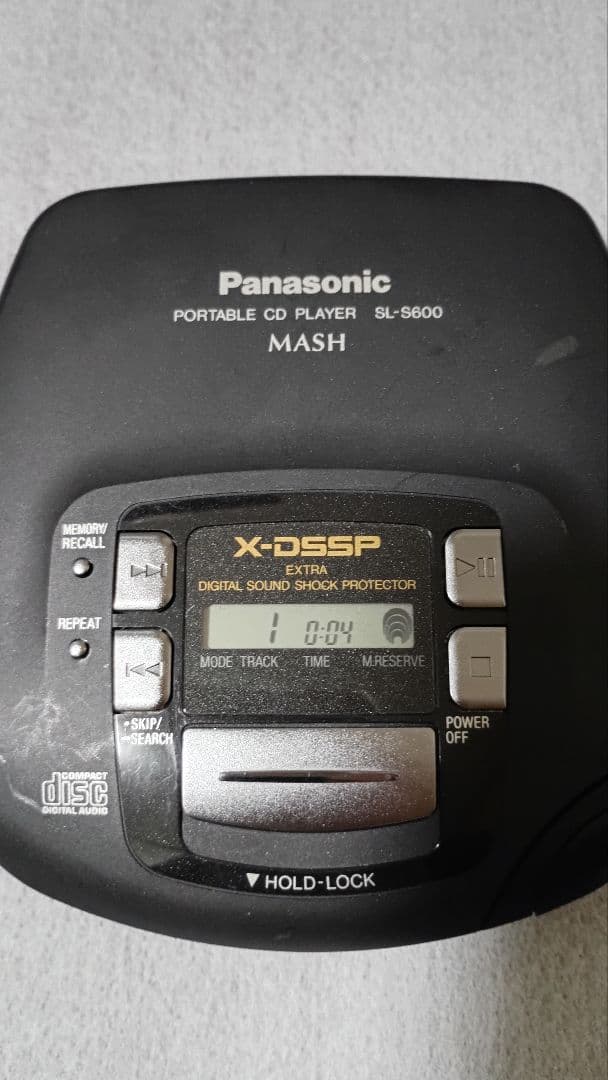 Panasonic
PORTABLE CD PLAYER SL-S600
MASH
MEMORY/
RECALL
X-DSSP
EXTRA
DIGITAL SOUND SHOCK PROTECTOR
REPEAT
1 0:04
MODE TRACK TIME M.RESERVE
SKIP/
SEARCH
POWER
OFF
COMPACT
disc
DIGITAL AUDIO
▼ HOLD-LOCK